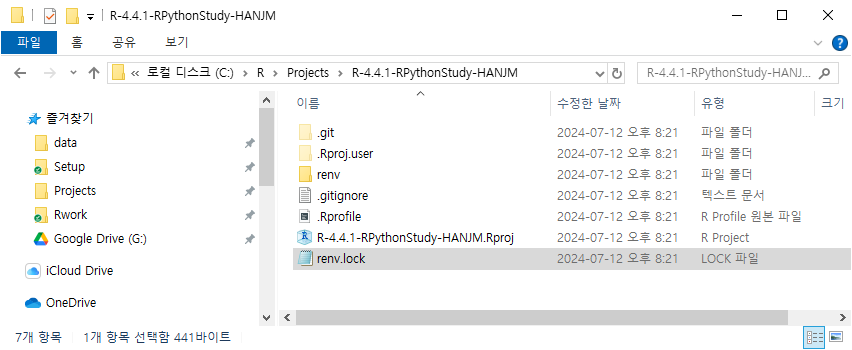 R-4.4.1-RPythonStudy-HANJM
파일 홈 공유 보기
« 로컬 디스크 (C:) > R > Projects > R-4.4.1-RPythonStudy-HANJM
R-4.4.1-RPythonStudy-HANJ...
즐겨찾기
data
Setup
Projects
Rwork
Google Drive (G:)
iCloud Drive
OneDrive
이름 수정한 날짜 유형 크기
.git 2024-07-12 오후 8:21 파일 폴더
.Rproj.user 2024-07-12 오후 8:21 파일 폴더
renv 2024-07-12 오후 8:21 파일 폴더
.gitignore 2024-07-12 오후 8:21 텍스트 문서
.Rprofile 2024-07-12 오후 8:21 R Profile 원본 파일
R-4.4.1-RPythonStudy-HANJM.Rproj 2024-07-12 오후 8:21 R Project
renv.lock 2024-07-12 오후 8:21 LOCK 파일
7개 항목 1개 항목 선택함 441바이트